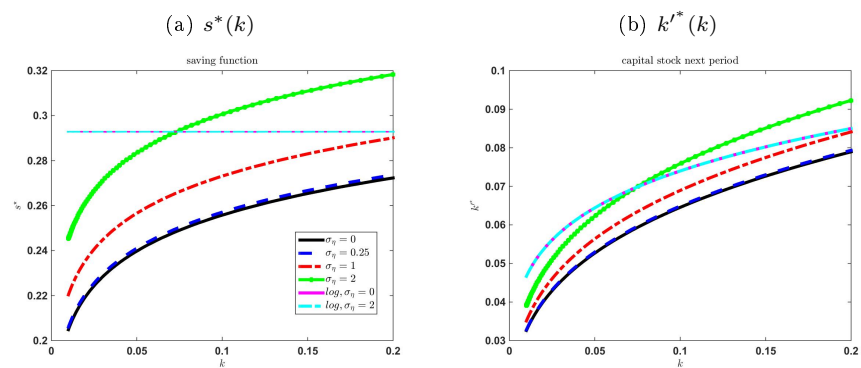 (a) s*(k)
saving function
0.32
0.3
0.28
0.26
0.24
0.22
0.2
0
0.05
0.1
0.15
0.2
s*
k
σ_η = 0
σ_η = 0.25
σ_η = 1
σ_η = 2
log, σ_η = 0
log, σ_η = 2
(b) k'*(k)
capital stock next period
0.1
0.09
0.08
0.07
0.06
0.05
0.04
0.03
0
0.05
0.1
0.15
0.2
k'*
k